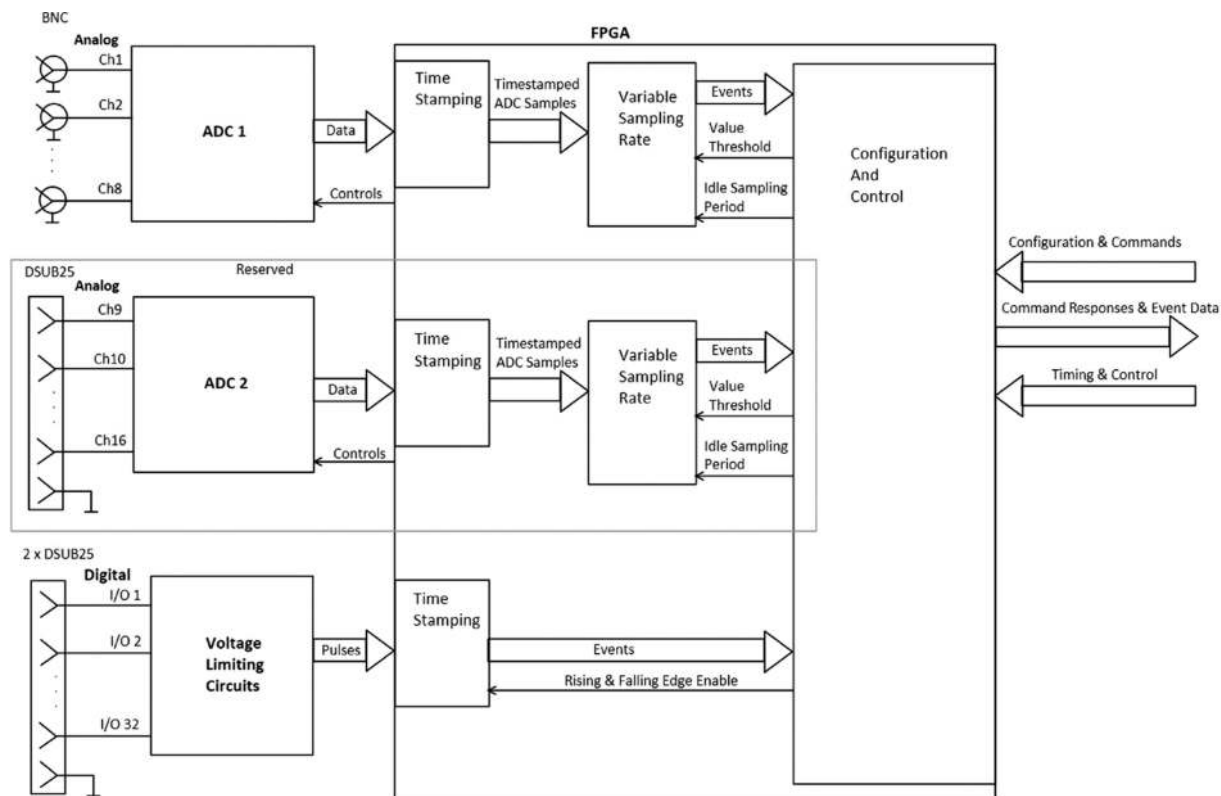 BNC
Analog
Ch1
Ch2
Ch8
ADC 1
Data
Controls
FPGA
Time
Stamping
Timestamped
ADC Samples
Variable
Sampling
Rate
Events
Value
Threshold
Idle Sampling
Period
Configuration
And
Control
Configuration & Commands
Command Responses & Event Data
Timing & Control
Reserved
DSUB25
Analog
Ch9
Ch10
Ch16
ADC 2
Data
Controls
Time
Stamping
Timestamped
ADC Samples
Variable
Sampling
Rate
Events
Value
Threshold
Idle Sampling
Period
2 x DSUB25
Digital
I/O 1
I/O 2
I/O 32
Voltage
Limiting
Circuits
Pulses
Time
Stamping
Events
Rising & Falling Edge Enable